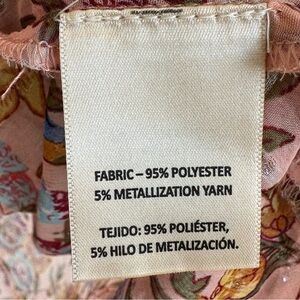 FABRIC – 95% POLYESTER
5% METALLIZATION YARN
TEJIDO: 95% POLIÉSTER,
5% HILO DE METALIZACIÓN.